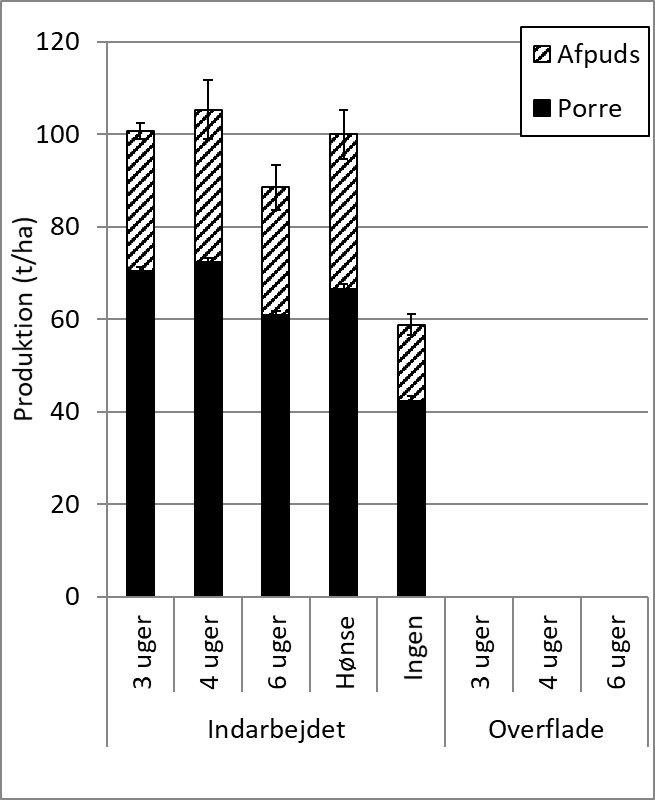 120
100
80
60
40
20
0
Produktion (t/ha)
Afpuds
Porre
3 uger
4 uger
6 uger
Hønse
Ingen
3 uger
4 uger
6 uger
Indarbejdet
Overflade